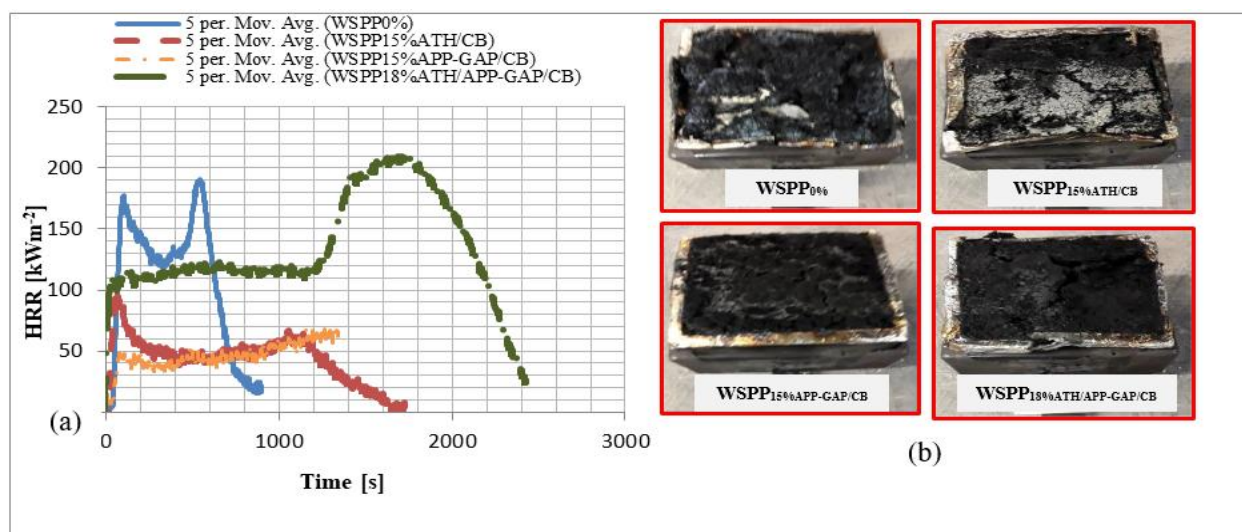 5 per. Mov. Avg. (WSPP0%)
5 per. Mov. Avg. (WSPP15%ATH/CB)
5 per. Mov. Avg. (WSPP15%APP-GAP/CB)
5 per. Mov. Avg. (WSPP18%ATH/APP-GAP/CB)
250
200
150
100
50
HRR [kWm-2]
(a)
0
1000
2000
3000
Time [s]
WSPP0%
WSPP15%ATH/CB
WSPP15%APP-GAP/CB
WSPP18%ATH/APP-GAP/CB
(b)